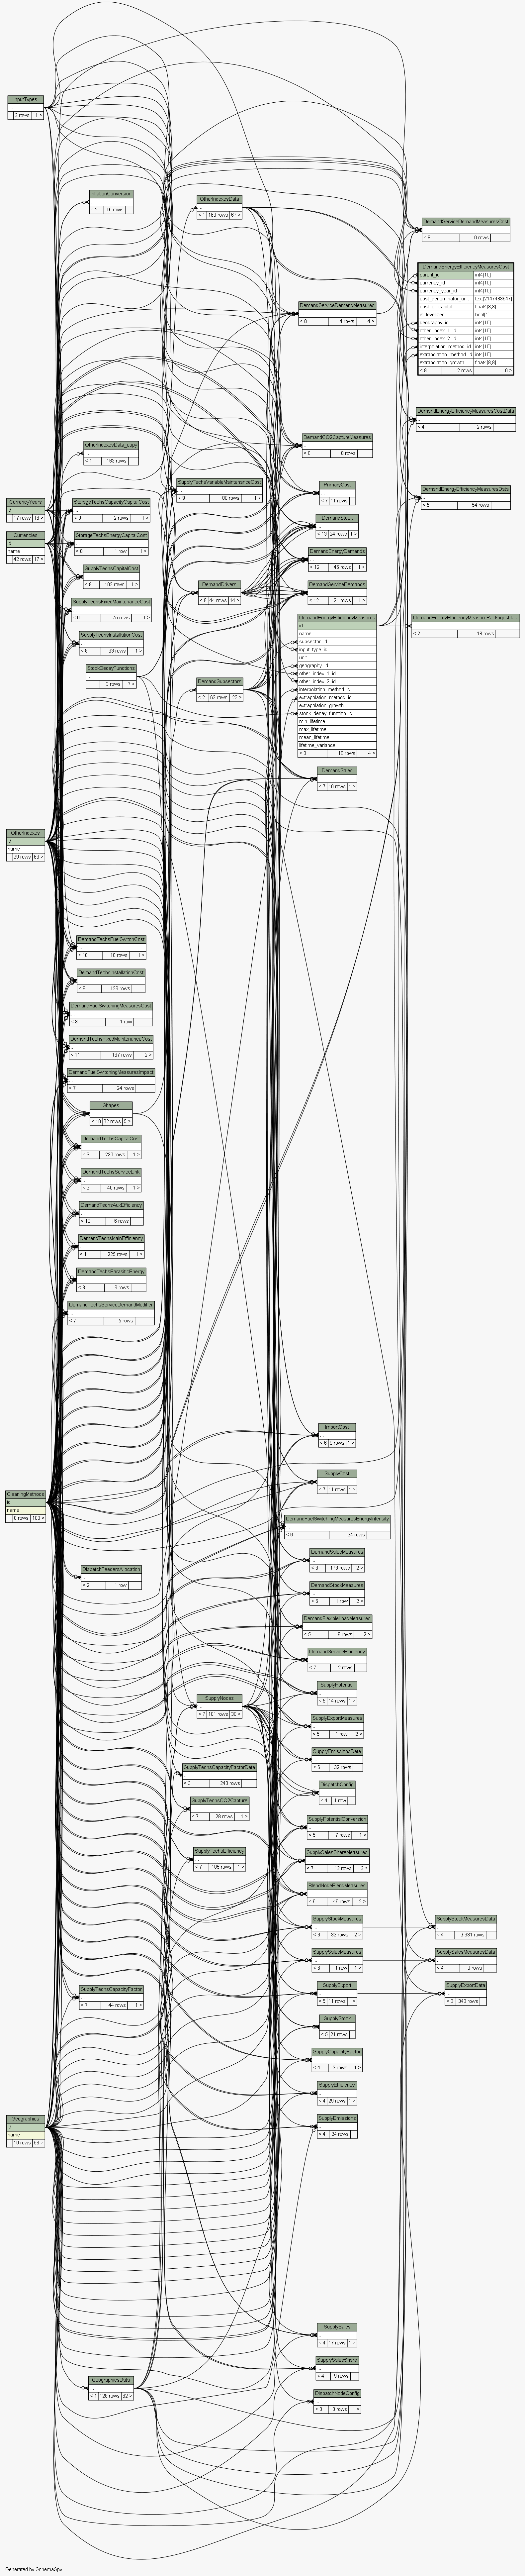 InputTypes
2 rows 11 >
InflationConversion
< 2 18 rows
OtherIndexesData
< 1 183 rows 67 >
DemandServiceDemandMeasuresCost
< 8 0 rows
DemandEnergyEfficiencyMeasuresCost
parent_id int4[10]
currency_id int4[10]
currency_year_id int4[10]
cost_denominator_unit text[2147483647]
cost_of_capital float8[8,8]
is_levelized bool[1]
geography_id int4[10]
other_index_1_id int4[10]
other_index_2_id int4[10]
interpolation_method_id int4[10]
extrapolation_method_id int4[10]
extrapolation_growth float8[8,8]
< 8 2 rows 0 >
DemandServiceDemandMeasures
< 8 4 rows 4 >
DemandEnergyEfficiencyMeasuresCostData
< 4 2 rows
DemandCO2CaptureMeasures
< 8 0 rows
OtherIndexesData_copy
< 1 183 rows
SupplyTechsVariableMaintenanceCost
< 9 80 rows 1 >
PrimaryCost
< 7 11 rows
DemandEnergyEfficiencyMeasuresData
< 5 54 rows
CurrencyYears
id
17 rows 16 >
StorageTechsCapacityCapitalCost
< 8 2 rows 1 >
DemandStock
< 13 24 rows 1 >
Currencies
id
name
42 rows 17 >
StorageTechsEnergyCapitalCost
< 8 1 row 1 >
DemandEnergyDemands
< 12 46 rows 1 >
SupplyTechsCapitalCost
< 8 102 rows 1 >
DemandDrivers
< 9 44 rows 14 >
DemandServiceDemands
< 12 21 rows 1 >
SupplyTechsFixedMaintenanceCost
< 9 75 rows 1 >
DemandEnergyEfficiencyMeasures
id
name
subsector_id
input_type_id
unit
geography_id
other_index_1_id
other_index_2_id
interpolation_method_id
extrapolation_method_id
extrapolation_growth
stock_decay_function_id
min_lifetime
max_lifetime
mean_lifetime
lifetime_variance
< 9 18 rows 4 >
DemandEnergyEfficiencyMeasurePackagesData
< 2 18 rows
SupplyTechsInstallationCost
< 8 33 rows 1 >
StockDecayFunctions
3 rows 7 >
DemandSubsectors
< 2 62 rows 23 >
DemandSales
< 7 10 rows 1 >
OtherIndexes
id
name
28 rows 63 >
DemandTechsFuelSwitchCost
< 10 10 rows 1 >
DemandTechsInstallationCost
< 9 126 rows
DemandFuelSwitchingMeasuresCost
< 8 1 row
DemandTechsFixedMaintenanceCost
< 11 187 rows 2 >
DemandFuelSwitchingMeasuresImpact
< 7 24 rows
Shapes
< 10 32 rows 5 >
DemandTechsCapitalCost
< 9 230 rows 1 >
DemandTechsServiceLink
< 9 40 rows 1 >
DemandTechsAuxEfficiency
< 10 6 rows
DemandTechsMainEfficiency
< 11 225 rows 1 >
DemandTechsParasiticEnergy
< 8 6 rows
DemandTechsServiceDemandModifier
< 7 5 rows
ImportCost
< 6 9 rows 1 >
SupplyCost
< 7 11 rows 1 >
CleaningMethods
id
name
8 rows 108 >
DemandFuelSwitchingMeasuresEnergyIntensity
< 8 24 rows
DemandSalesMeasures
< 8 173 rows 2 >
DispatchFeedersAllocation
< 2 1 row
DemandStockMeasures
< 8 1 row 2 >
DemandFlexibleLoadMeasures
< 5 9 rows 2 >
DemandServiceEfficiency
< 7 2 rows
SupplyPotential
< 5 14 rows 1 >
SupplyNodes
< 7 101 rows 38 >
SupplyExportMeasures
< 5 1 row 2 >
SupplyEmissionsData
< 6 32 rows
SupplyTechsCapacityFactorData
< 3 240 rows
DispatchConfig
< 4 1 row
SupplyTechsCO2Capture
< 7 28 rows 1 >
SupplyPotentialConversion
< 5 7 rows 1 >
SupplyTechsEfficiency
< 7 105 rows 1 >
SupplySalesShareMeasures
< 7 12 rows 2 >
BlendNodeBlendMeasures
< 6 46 rows 2 >
SupplyStockMeasures
< 6 33 rows 2 >
SupplyStockMeasuresData
< 4 8,331 rows
SupplySalesMeasures
< 6 1 row 1 >
SupplySalesMeasuresData
< 4 0 rows
SupplyTechsCapacityFactor
< 7 44 rows 1 >
SupplyExport
< 5 11 rows 1 >
SupplyExportData
< 3 340 rows
SupplyStock
< 5 21 rows
SupplyCapacityFactor
< 4 2 rows 1 >
SupplyEfficiency
< 4 29 rows 1 >
Geographies
id
name
10 rows 58 >
SupplyEmissions
< 4 24 rows
SupplySales
< 4 17 rows 1 >
SupplySalesShare
< 4 9 rows
GeographiesData
< 1 126 rows 62 >
DispatchNodeConfig
< 3 3 rows 1 >
Generated by SchemaSpy